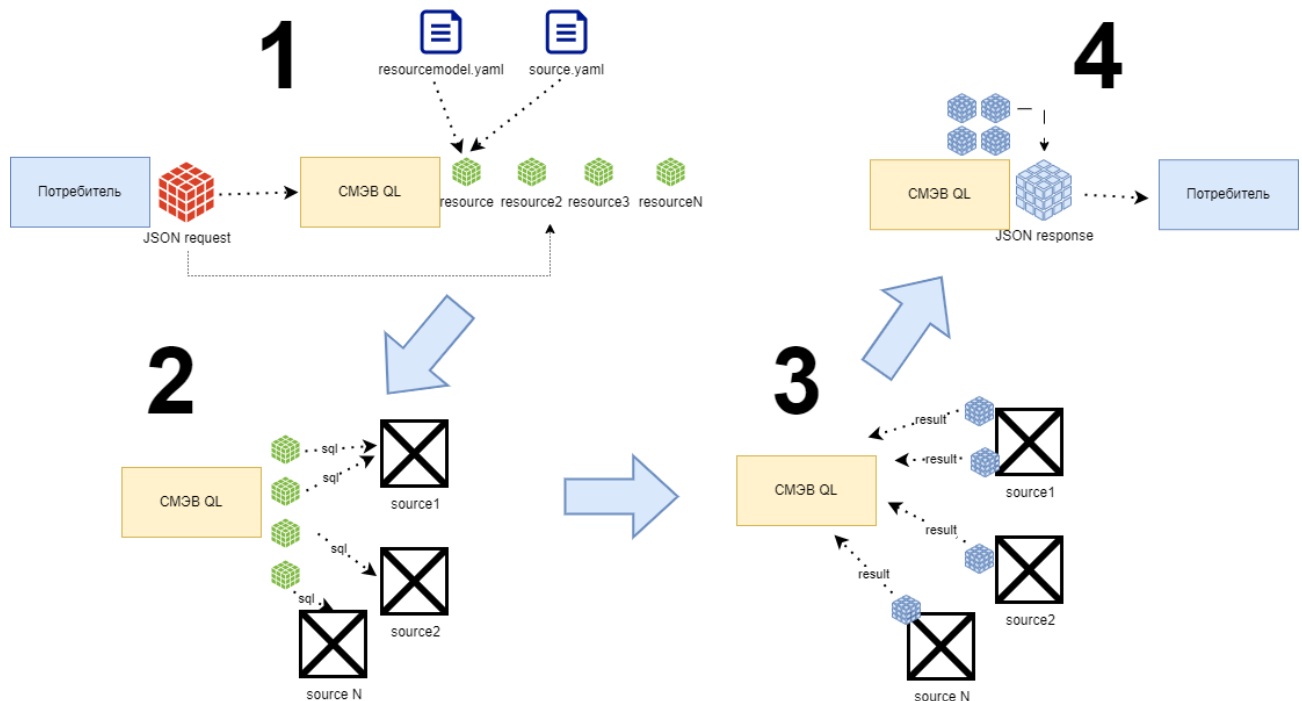 1
resourcemodel.yaml
source.yaml
Потребитель
JSON request
СМЭВ QL
resource
resource2
resource3
resourceN
2
СМЭВ QL
sql
sql
sql
sql
source1
source2
source N
3
СМЭВ QL
result
result
result
result
source1
source2
source N
4
СМЭВ QL
JSON response
Потребитель